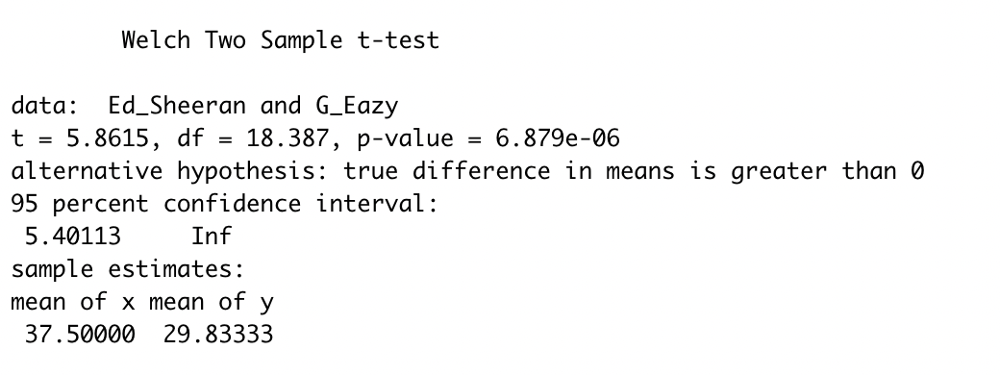 Welch Two Sample t-test
data:  Ed_Sheeran and G_Eazy
t = 5.8615, df = 18.387, p-value = 6.879e-06
alternative hypothesis: true difference in means is greater than 0
95 percent confidence interval:
 5.40113     Inf
sample estimates:
mean of x mean of y
 37.50000  29.83333